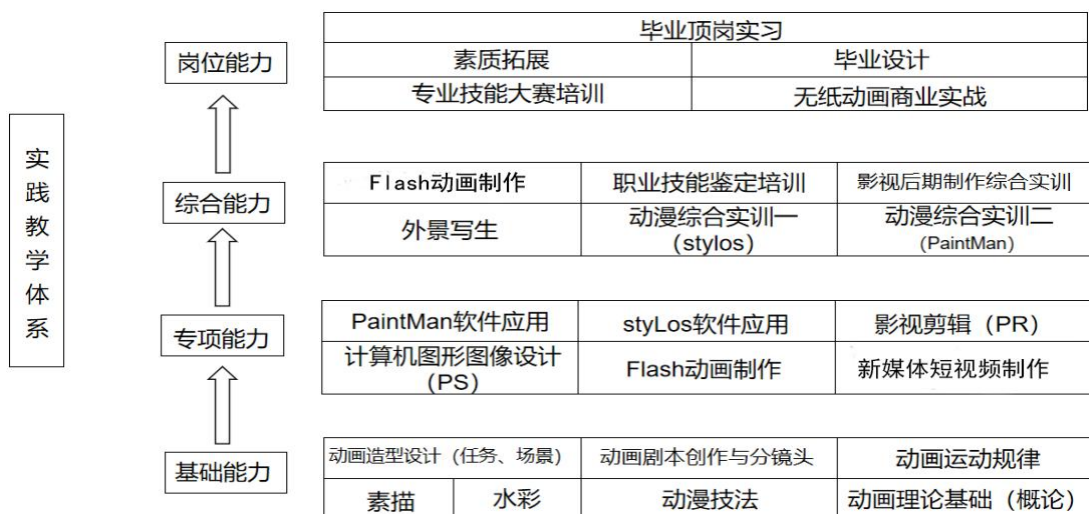 实践教学体系
岗位能力
毕业顶岗实习
素质拓展
毕业设计
专业技能大赛培训
无纸动画商业实战
综合能力
Flash动画制作
职业技能鉴定培训
影视后期制作综合实训
外景写生
动漫综合实训一
(stylos)
动漫综合实训二
(PaintMan)
专项能力
PaintMan软件应用
styLos软件应用
影视剪辑（PR）
计算机图形图像设计
(PS)
Flash动画制作
新媒体短视频制作
基础能力
动画造型设计（任务、场景）
动画剧本创作与分镜头
动画运动规律
素描
水彩
动漫技法
动画理论基础（概论）